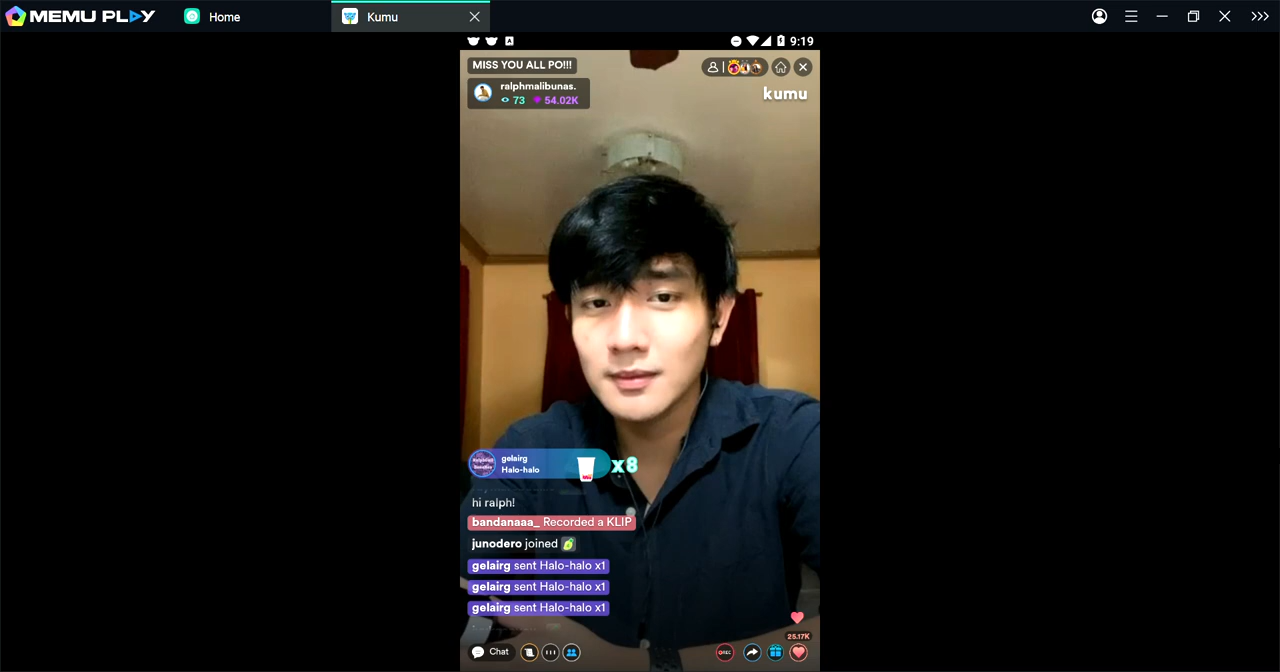 MEMU PLAY
Home
Kumu
9:19
MISS YOU ALL PO!!!
ralphmalibunas.
73 54.02K
kumu
gelairg
Halo-halo
x8
hi ralph!
bandanaaa_ Recorded a KLIP
junodero joined
gelairg sent Halo-halo x1
gelairg sent Halo-halo x1
gelairg sent Halo-halo x1
25.17K
Chat
REC